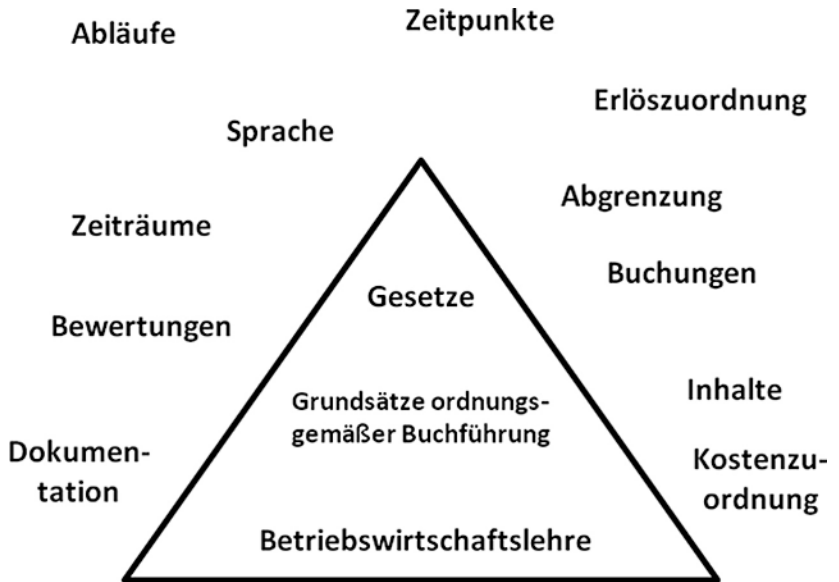 Abläufe
Zeitpunkte
Erlöszuordnung
Sprache
Abgrenzung
Zeiträume
Buchungen
Gesetze
Bewertungen
Inhalte
Grundsätze ordnungs-
gemäßer Buchführung
Dokumen-
tation
Kostenzu-
ordnung
Betriebswirtschaftslehre